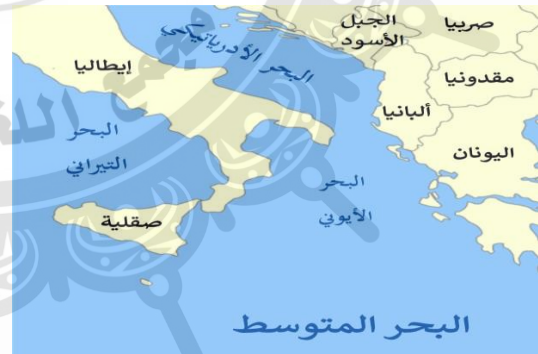 الجبل
الأسود
صربيا
البحر الأدرياتيكي
إيطاليا
مقدونيا
ألبانيا
البحر
التيراني
اليونان
البحر
الأيوني
صقلية
البحر المتوسط